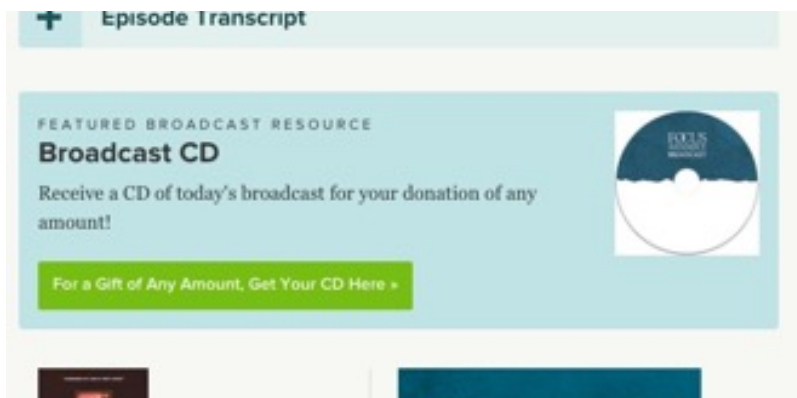 Episode Transcript
FEATURED BROADCAST RESOURCE
Broadcast CD
Receive a CD of today's broadcast for your donation of any
amount!
FOCUS
For a Gift of Any Amount, Get Your CD Here »